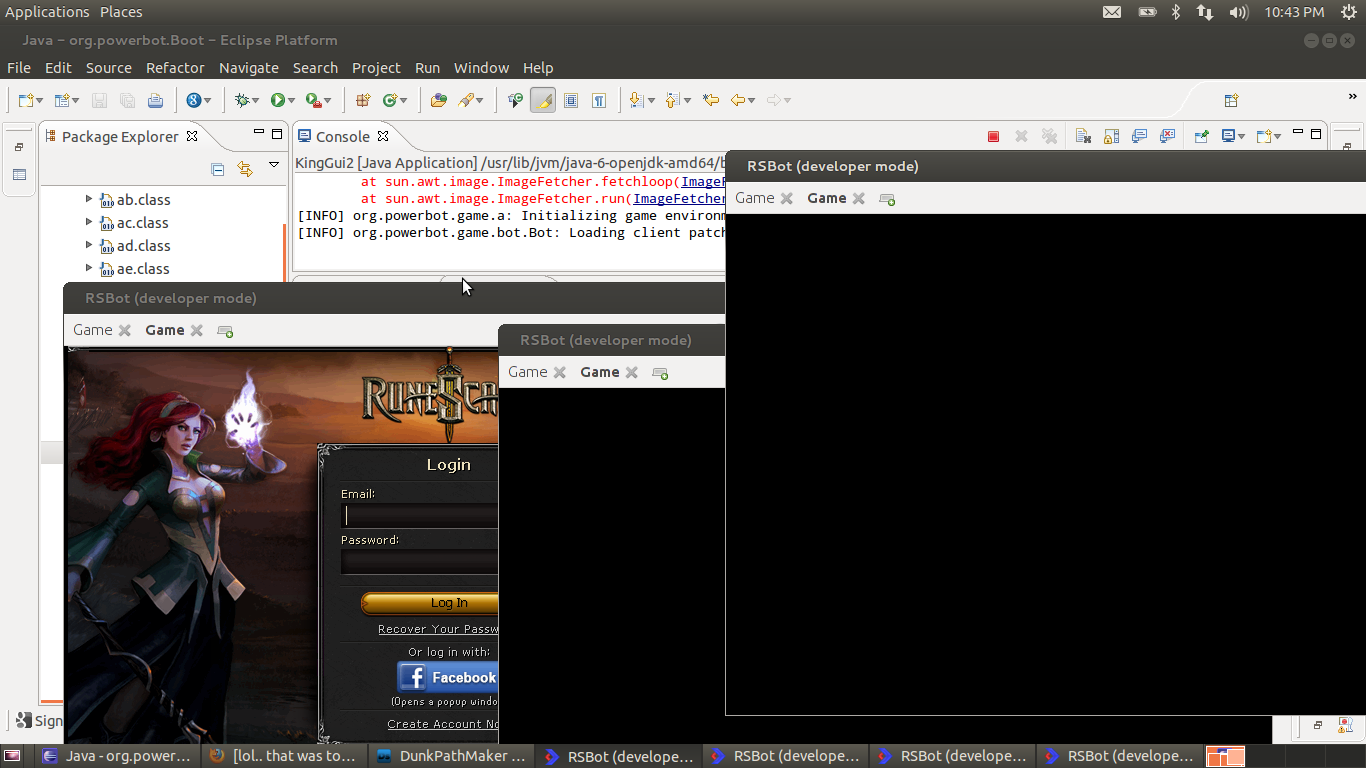 Applications Places 10:43 PM
Java - org.powerbot.Boot - Eclipse Platform
File Edit Source Refactor Navigate Search Project Run Window Help
Package Explorer
Console
KingGui2 [Java Application] /usr/lib/jvm/java-6-openjdk-amd64/b
at sun.awt.image.ImageFetcher.fetchloop(ImageF
at sun.awt.image.ImageFetcher.run(ImageFetcher
[INFO] org.powerbot.game.a: Initializing game environm
[INFO] org.powerbot.game.bot.Bot: Loading client patch
ab.class
ac.class
ad.class
ae.class
RSBot (developer mode)
Game Game
RSBot (developer mode)
Game Game
RUNESCA
Login
Email:
Password:
Log In
Recover Your Passw
Or log in with:
f Facebook
(Opens a popup windo
Create Account No
RSBot (developer mode)
Game Game
Sign
Java - org.power... [lol.. that was to... DunkPathMaker ... RSBot (develope... RSBot (develope... RSBot (develope... RSBot (develope...